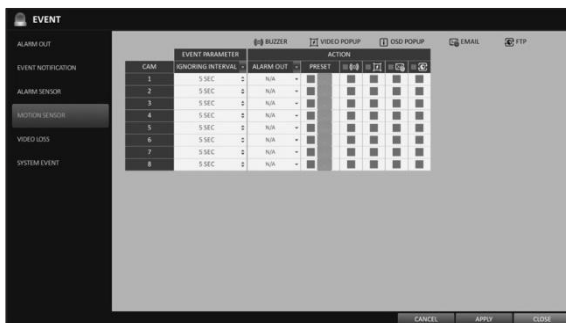 EVENT
BUZZER VIDEO POPUP OSD POPUP EMAIL FTP
ALARM OUT
EVENT NOTIFICATION
ALARM SENSOR
MOTION SENSOR
VIDEO LOSS
SYSTEM EVENT
EVENT PARAMETER ACTION
CAM IGNORING INTERVAL ALARM OUT PRESET
1 5 SEC N/A
2 5 SEC N/A
3 5 SEC N/A
4 5 SEC N/A
5 5 SEC N/A
6 5 SEC N/A
7 5 SEC N/A
8 5 SEC N/A
CANCEL APPLY CLOSE